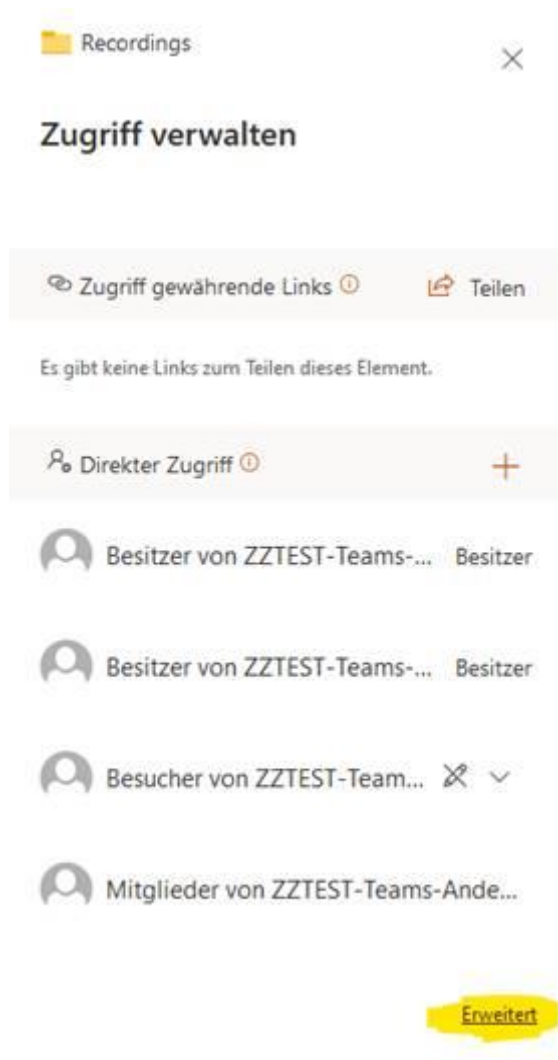 Recordings
Zugriff verwalten
Zugriff gewährende Links
Teilen
Es gibt keine Links zum Teilen dieses Element.
Direkter Zugriff
Besitzer von ZZTEST-Teams-... Besitzer
Besitzer von ZZTEST-Teams-... Besitzer
Besucher von ZZTEST-Team...
Mitglieder von ZZTEST-Teams-Ande...
Erweitert